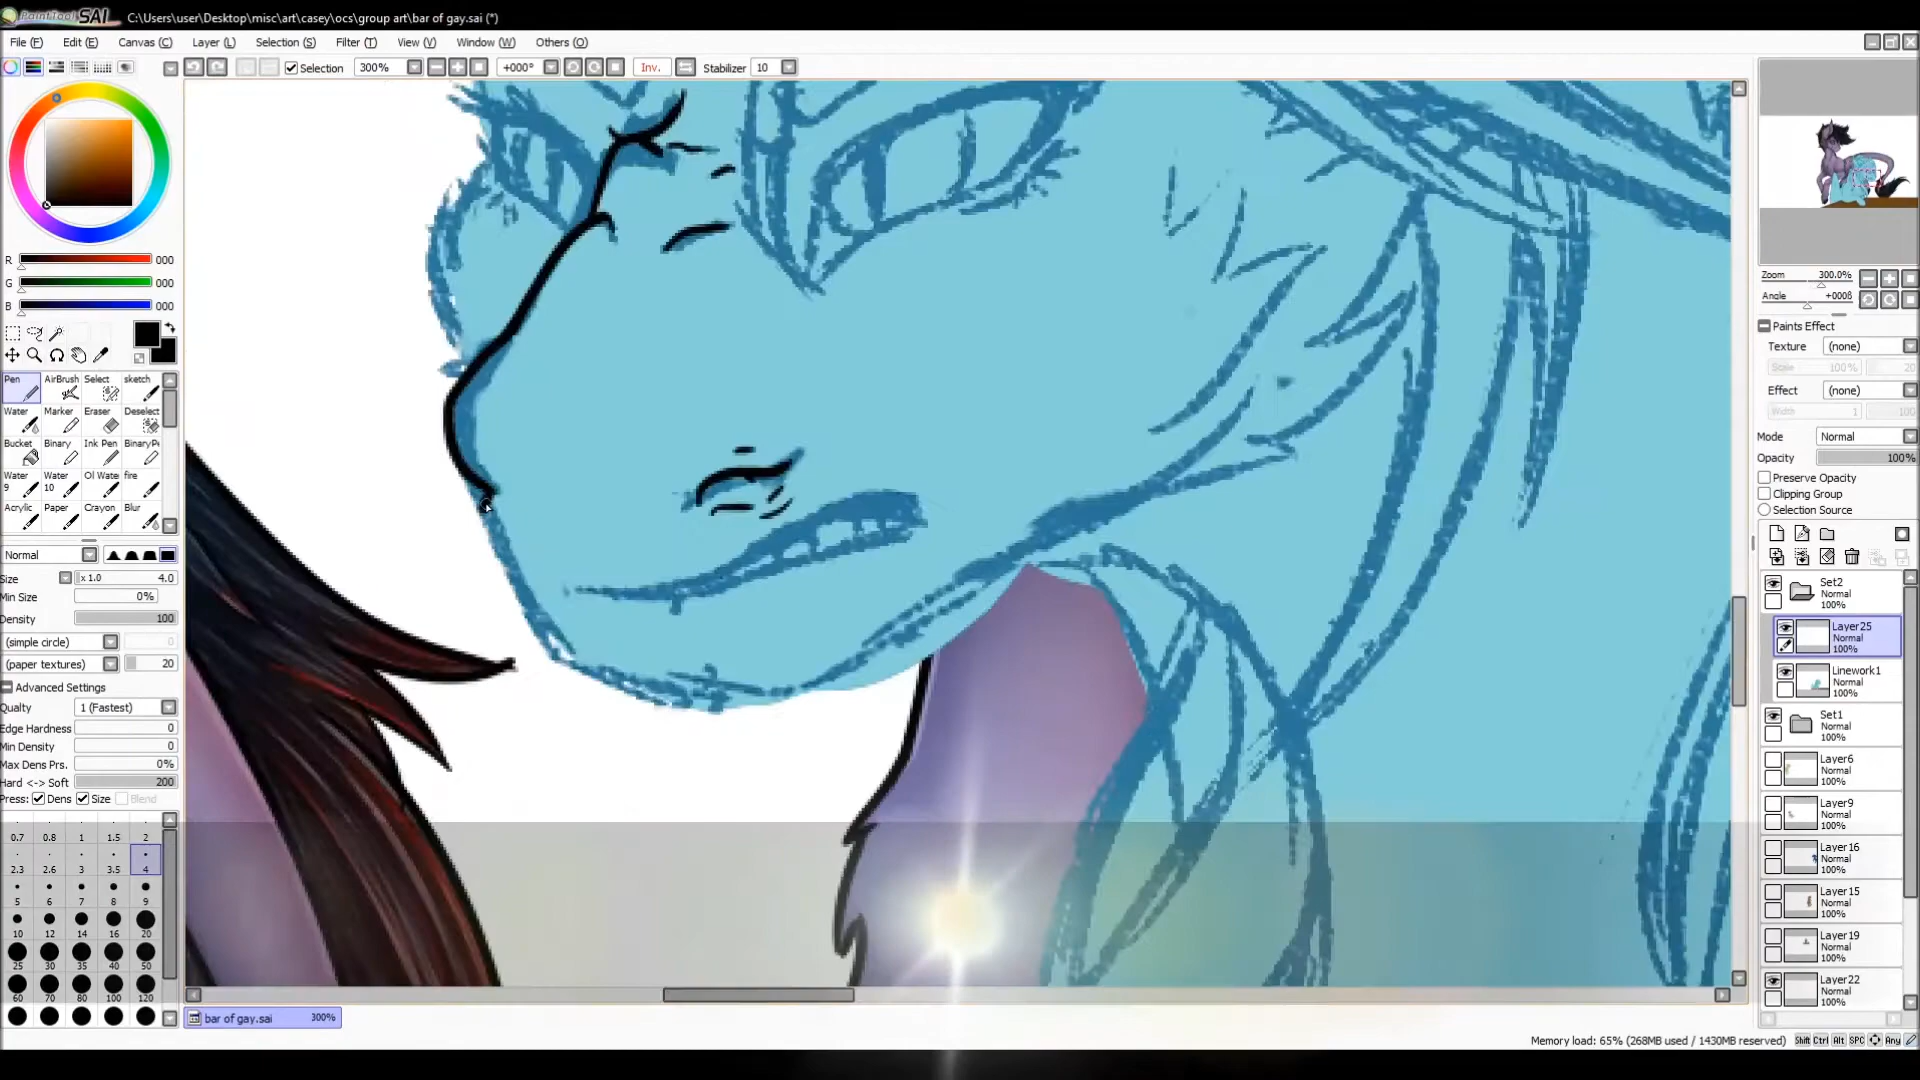 PaintTool SAI C:\Users\user\Desktop\misc\art\casey\ocs\group art\bar of gay.sai (*)
File (F) Edit (E) Canvas (C) Layer (L) Selection (S) Filter (T) View (V) Window (W) Others (O)
Selection 300% +000° Inv. Stabilizer 10
R 000
G 000
B 000
Pen AirBrush Select sketch
Water Marker Eraser Deselect
Bucket Binary Ink Pen BinaryPe
Water 9 Water 10 Ol Wate fire
Acrylic Paper Crayon Blur
Normal
Size x 1.0 4.0
Min Size 0%
Density 100
(simple circle) 0
(paper textures) 20
Advanced Settings
Qualty 1 (Fastest)
Edge Hardness 0
Min Density 0
Max Dens Prs. 0%
Hard <-> Soft 200
Press: Dens Size Blend
0.7 0.8 1 1.5 2
2.3 2.6 3 3.5 4
5 6 7 8 9
10 12 14 16 20
25 30 35 40 50
60 70 80 100 120
bar of gay.sai 300%
Zoom 300.0%
Angle +000ß
Paints Effect
Texture (none)
Scale 100% 20
Effect (none)
Width 1 100
Mode Normal
Opacity 100%
Preserve Opacity
Clipping Group
Selection Source
Set2
Normal
100%
Layer25
Normal
100%
Linework1
Normal
100%
Set1
Normal
100%
Layer6
Normal
100%
Layer9
Normal
100%
Layer16
Normal
100%
Layer15
Normal
100%
Layer19
Normal
100%
Layer22
Normal
100%
Memory load: 65% (268MB used / 1430MB reserved) Shift Ctrl Alt SPC Any